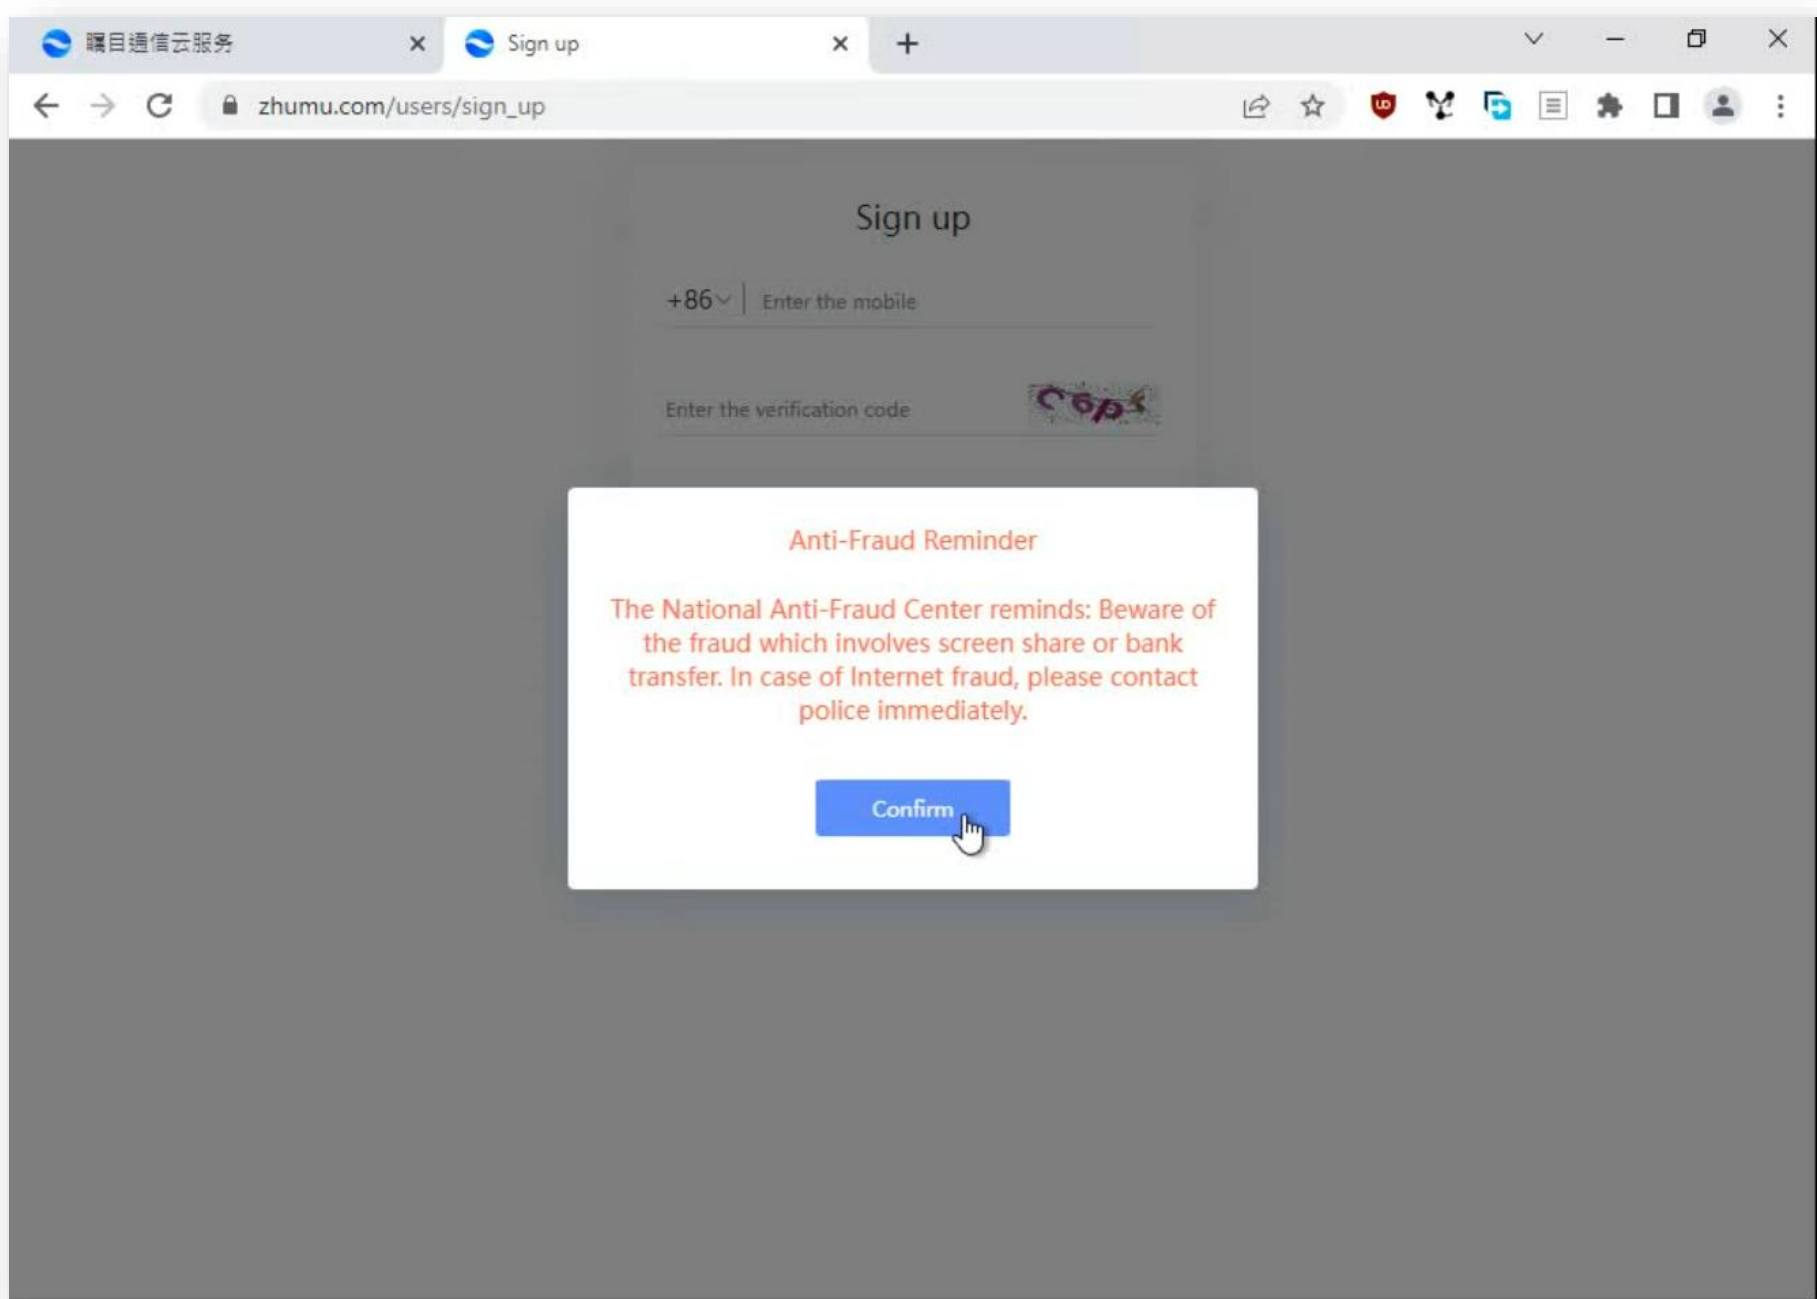 瞩目通信云服务
Sign up
zhumu.com/users/sign_up
Sign up
+86 Enter the mobile
Enter the verification code
Anti-Fraud Reminder
The National Anti-Fraud Center reminds: Beware of
the fraud which involves screen share or bank
transfer. In case of Internet fraud, please contact
police immediately.
Confirm